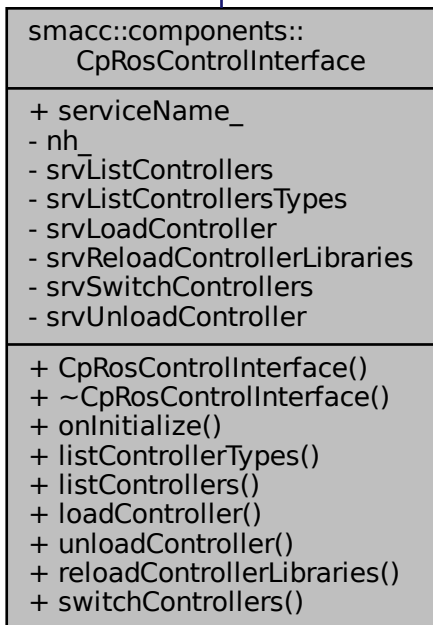 smacc::components::
CpRosControlInterface
+ serviceName_
- nh_
- srvListControllers
- srvListControllersTypes
- srvLoadController
- srvReloadControllerLibraries
- srvSwitchControllers
- srvUnloadController
+ CpRosControlInterface()
+ ~CpRosControlInterface()
+ onInitialize()
+ listControllerTypes()
+ listControllers()
+ loadController()
+ unloadController()
+ reloadControllerLibraries()
+ switchControllers()